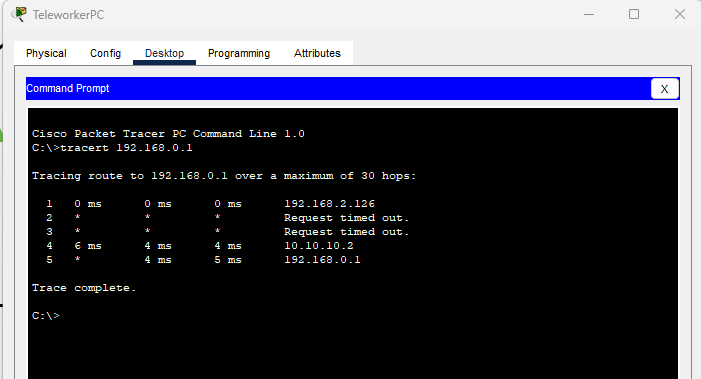 TeleworkerPC
Physical Config Desktop Programming Attributes
Command Prompt X
Cisco Packet Tracer PC Command Line 1.0
C:\>tracert 192.168.0.1
Tracing route to 192.168.0.1 over a maximum of 30 hops:
1 0 ms 0 ms 0 ms 192.168.2.126
2 * * * Request timed out.
3 * * * Request timed out.
4 6 ms 4 ms 4 ms 10.10.10.2
5 * 4 ms 5 ms 192.168.0.1
Trace complete.
C:\>